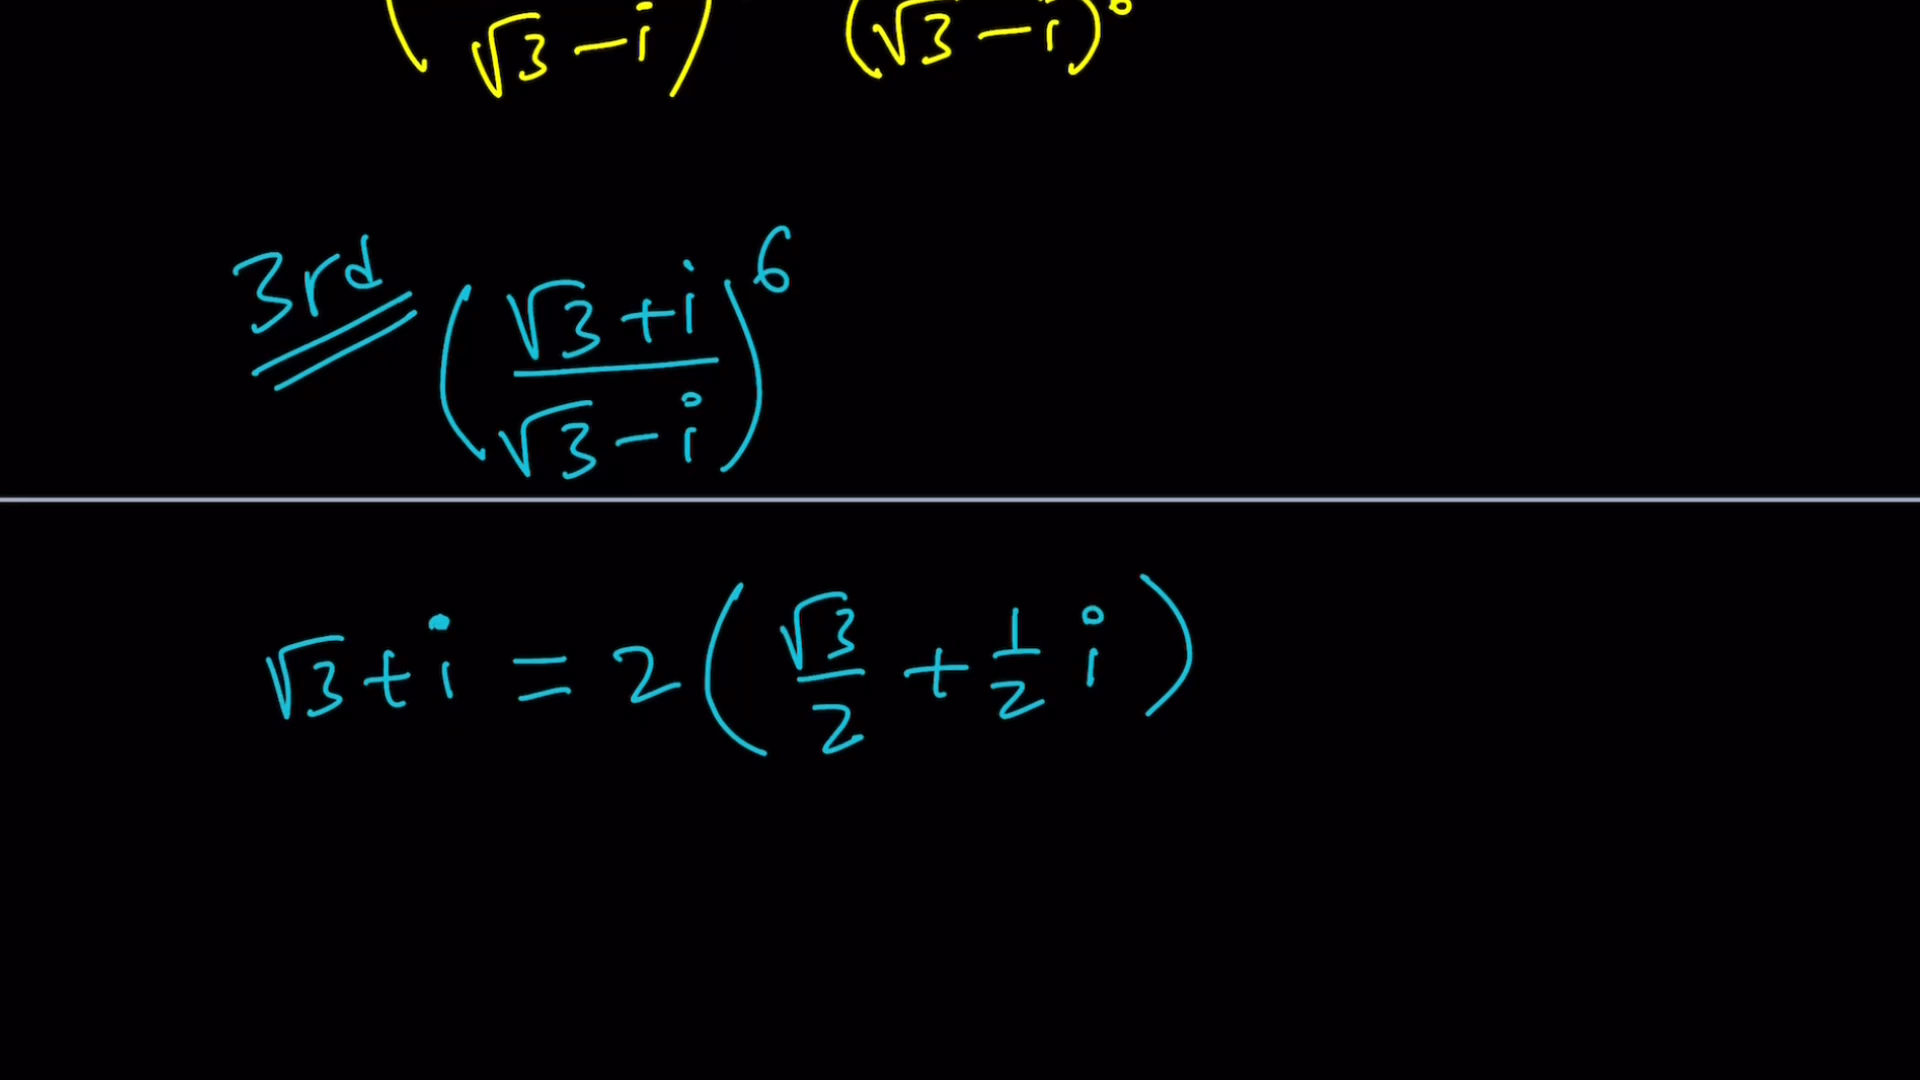 (√3 − i) (√3 − i)
3rd ((√3 + i)/(√3 − i))^6
√3 + i = 2(√3/2 + 1/2 i)